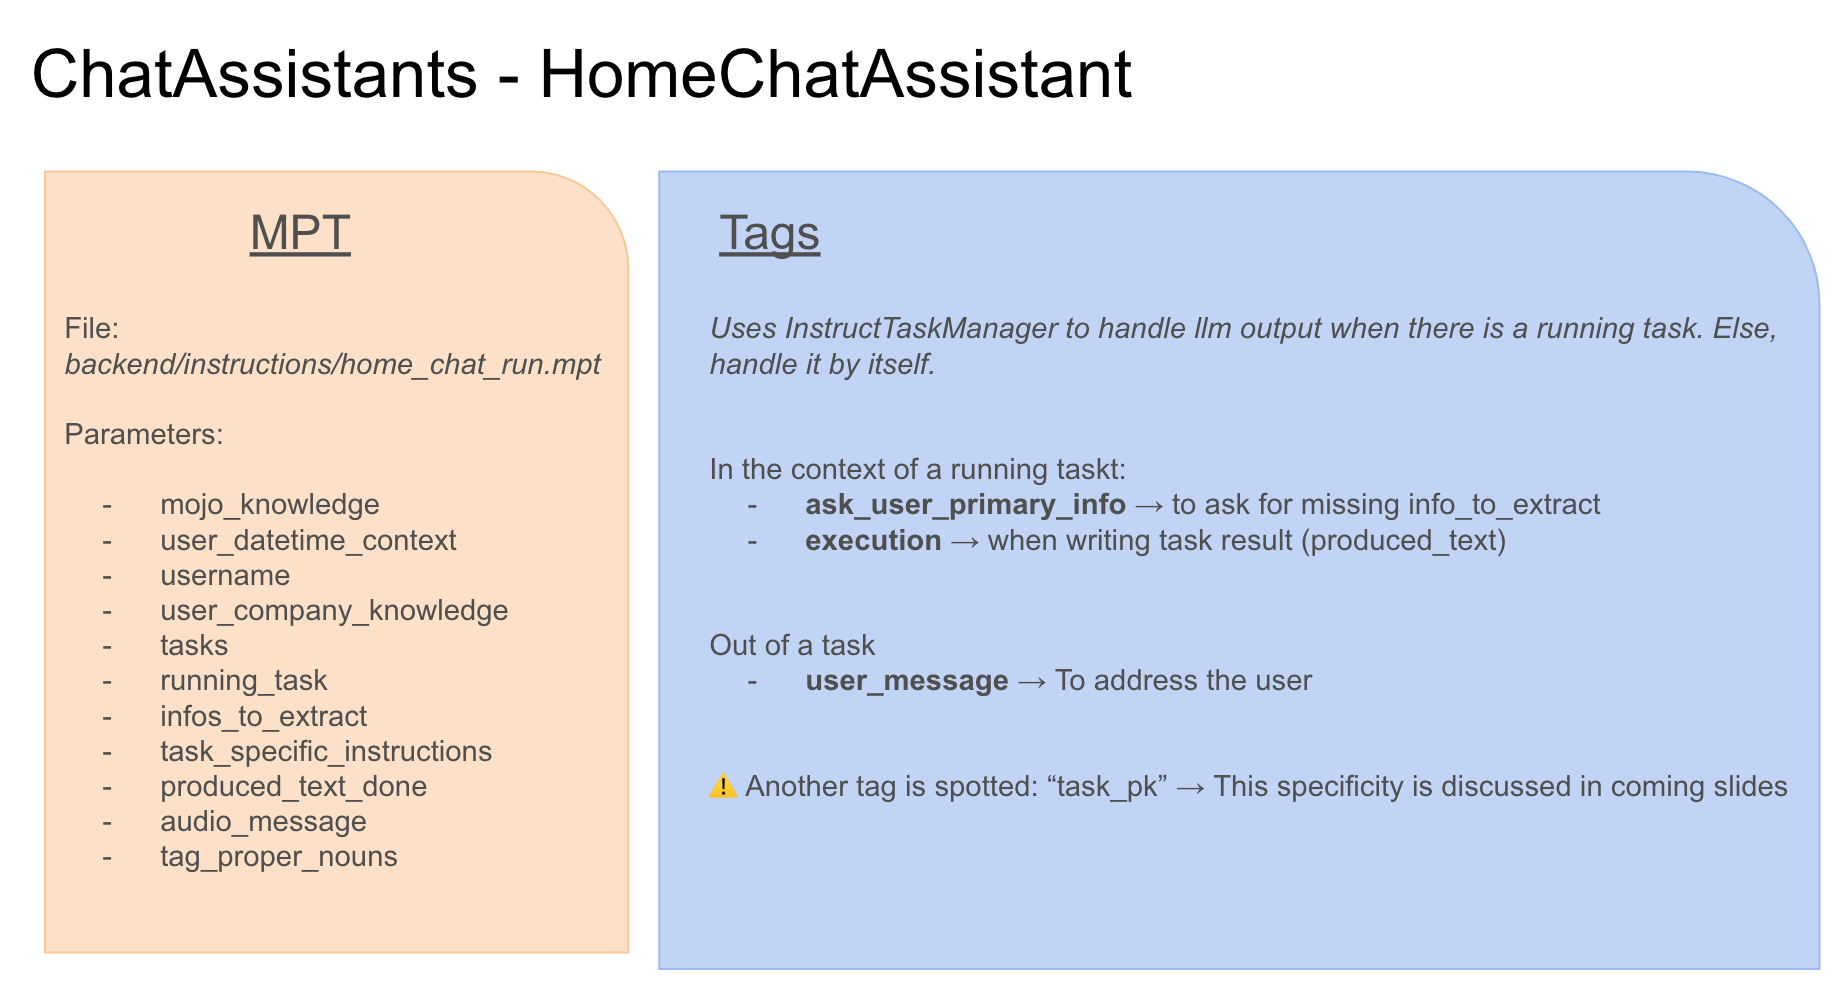 ChatAssistants - HomeChatAssistant
MPT
File:
backend/instructions/home_chat_run.mpt
Parameters:
- mojo_knowledge
- user_datetime_context
- username
- user_company_knowledge
- tasks
- running_task
- infos_to_extract
- task_specific_instructions
- produced_text_done
- audio_message
- tag_proper_nouns
Tags
Uses InstructTaskManager to handle llm output when there is a running task. Else,
handle it by itself.
In the context of a running taskt:
- ask_user_primary_info → to ask for missing info_to_extract
- execution → when writing task result (produced_text)
Out of a task
- user_message → To address the user
⚠️ Another tag is spotted: “task_pk” → This specificity is discussed in coming slides